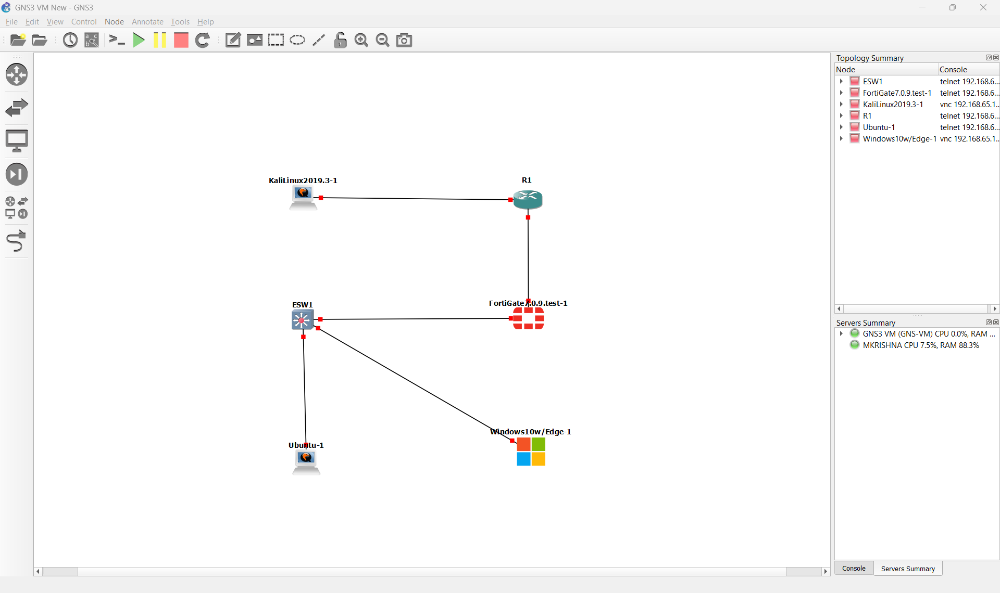 GNS3 VM New - GNS3
File Edit View Control Node Annotate Tools Help
Topology Summary
Node Console
ESW1 telnet 192.168.6...
FortiGate7.0.9.test-1 telnet 192.168.6...
KaliLinux2019.3-1 vnc 192.168.65.1...
R1 telnet 192.168.6...
Ubuntu-1 telnet 192.168.6...
Windows10w/Edge-1 vnc 192.168.65.1...
KaliLinux2019.3-1
R1
ESW1
FortiGate7.0.9.test-1
Windows10w/Edge-1
Ubuntu-1
Servers Summary
GNS3 VM (GNS-VM) CPU 0.0%, RAM ...
MKRISHNA CPU 7.5%, RAM 88.3%
Console Servers Summary